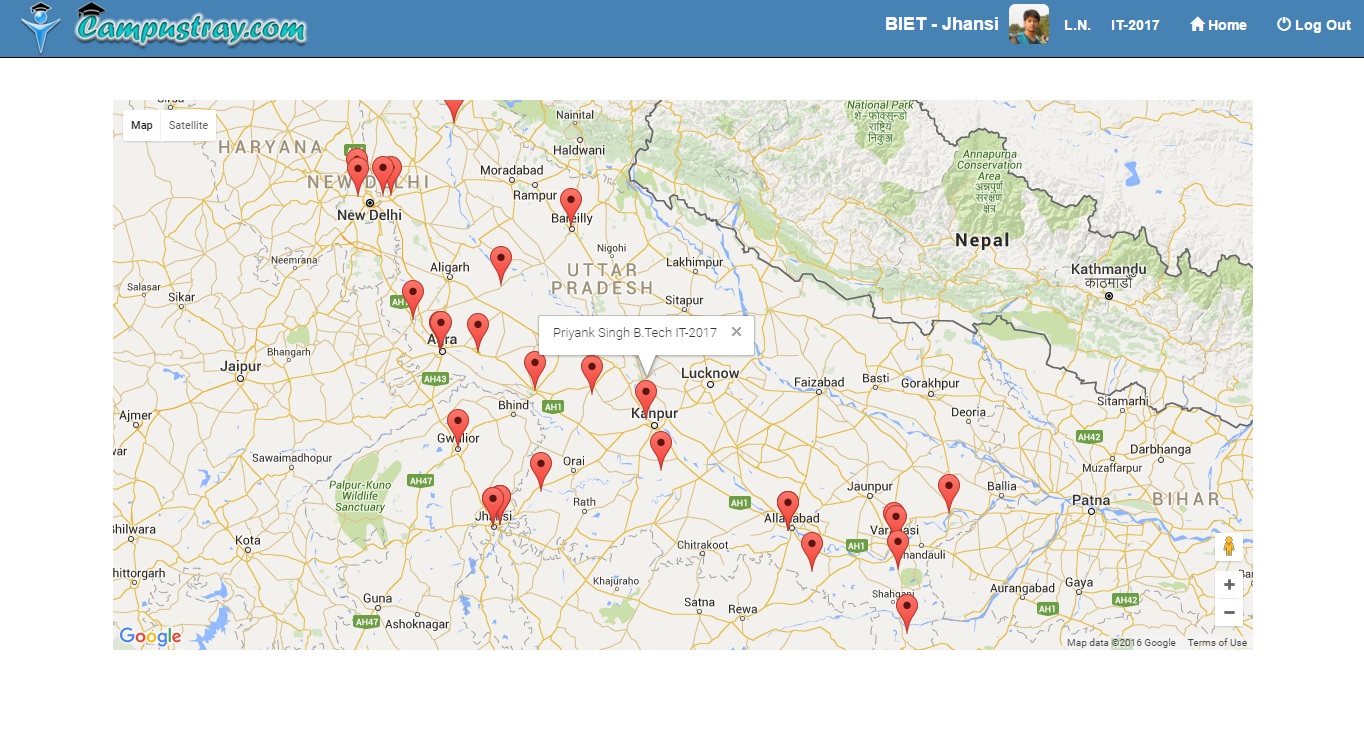 Campustray.com
BIET - Jhansi
L.N.
IT-2017
Home
Log Out
Map
Satellite
HARYANA
NEW DELHI
New Delhi
Nainital
Haldwani
Moradabad
Rampur
Bareilly
National Park
शे-फोक्सुन्डो
राष्ट्रिय
निकुञ्ज
Annapurna
Conservation
Area
अन्नपूर्ण
संरक्षण
क्षेत्र
Nepal
Kathmandu
काठमाडौं
Neemrana
Aligarh
Nigohi
UTTAR
PRADESH
Lakhimpur
Salasar
Sikar
Sitapur
Agra
Priyank Singh B.Tech IT-2017
Bhangarh
Jaipur
AH43
Lucknow
Faizabad
Basti
Gorakhpur
Sitamarhi
Ajmer
Bhind
AH1
Kanpur
Deoria
AH42
Gwalior
Darbhanga
Sawaimadhopur
Orai
Muzaffarpur
Palpur-Kuno
Wildlife
Sanctuary
AH47
Rath
AH1
Jaunpur
Ballia
Patna
BIHAR
Jhansi
Allahabad
Varanasi
Bhilwara
Kota
Chitrakoot
AH1
Chandauli
Chittorgarh
Khajuraho
Aurangabad
Gaya
Guna
Satna
Rewa
Shahganj
AH1
AH42
AH47
Ashoknagar
Google
Map data ©2016 Google
Terms of Use